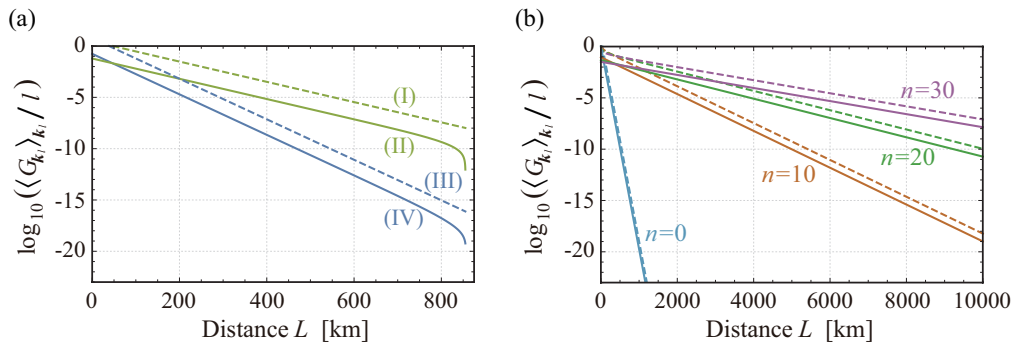 (a)
(b)
log₁₀(⟨G_{k_l}⟩_{k_l}/l)
0
-5
-10
-15
-20
(I)
(II)
(III)
(IV)
0
200
400
600
800
Distance L [km]
log₁₀(⟨G_{k_l}⟩_{k_l}/l)
0
-5
-10
-15
-20
n=30
n=20
n=10
n=0
0
2000
4000
6000
8000
10000
Distance L [km]